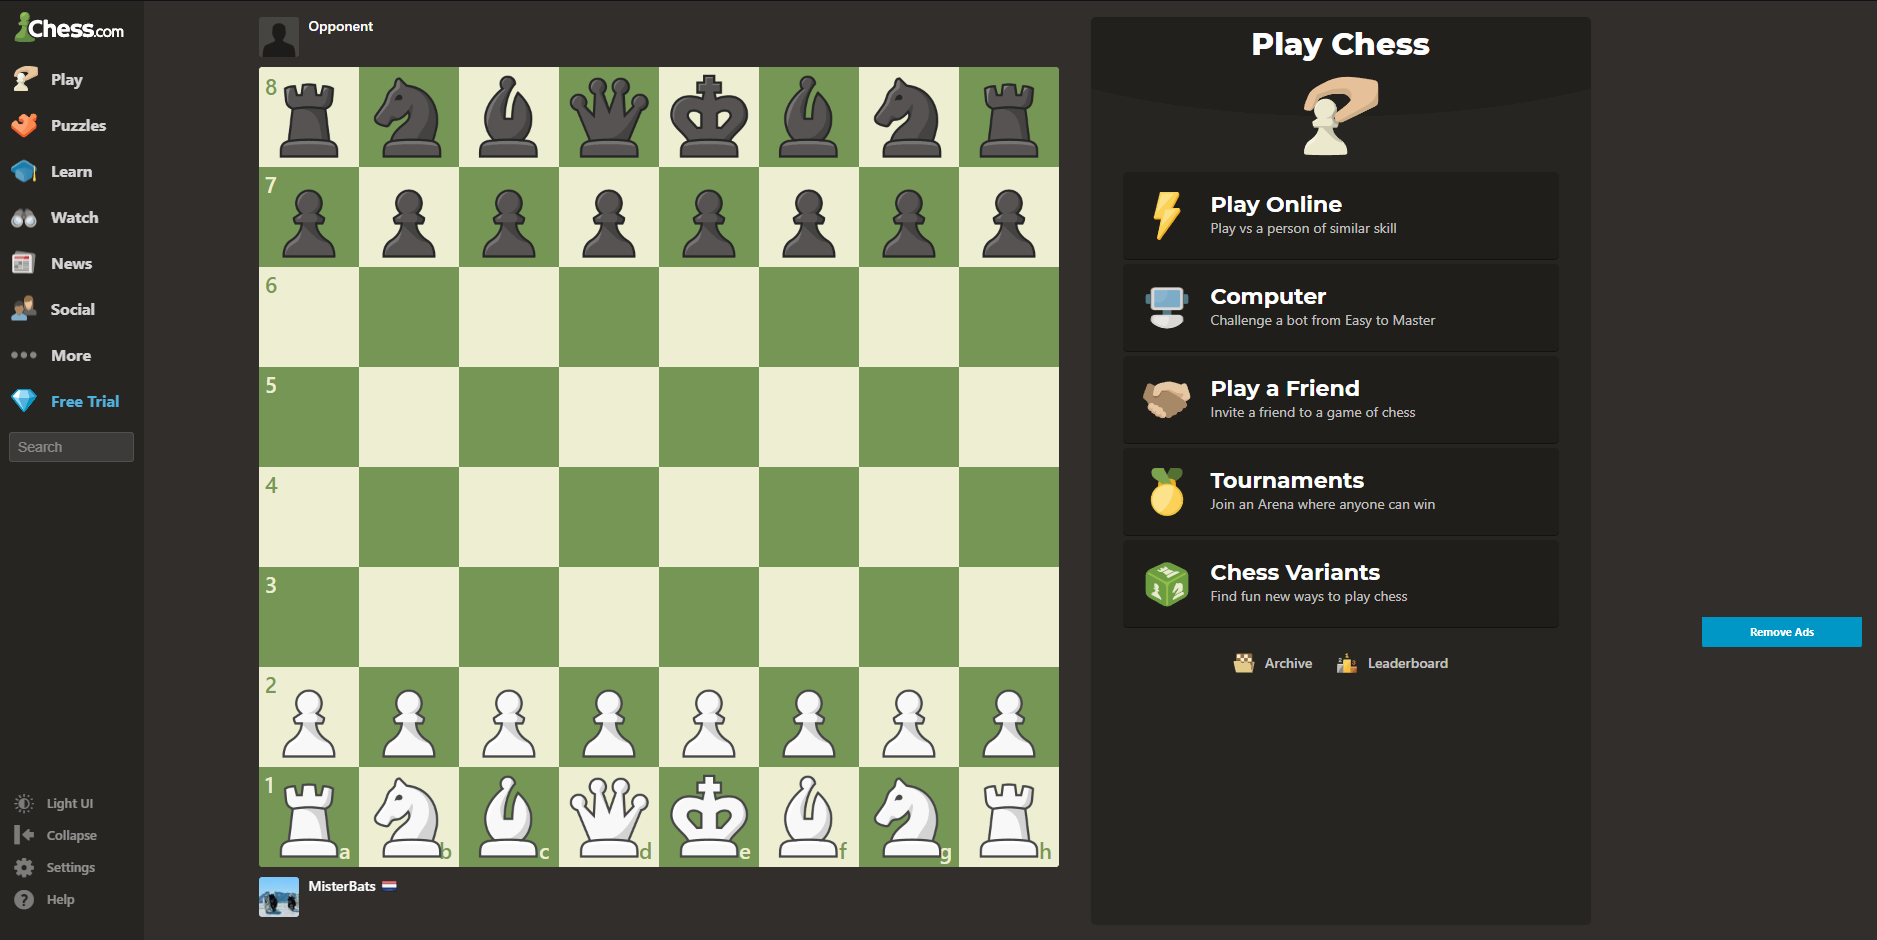 Chess.com
Play
Puzzles
Learn
Watch
News
Social
More
Free Trial
Search
Light UI
Collapse
Settings
Help
Opponent
8
7
6
5
4
3
2
1
a b c d e f g h
MisterBats
Play Chess
Play Online
Play vs a person of similar skill
Computer
Challenge a bot from Easy to Master
Play a Friend
Invite a friend to a game of chess
Tournaments
Join an Arena where anyone can win
Chess Variants
Find fun new ways to play chess
Archive
Leaderboard
Remove Ads